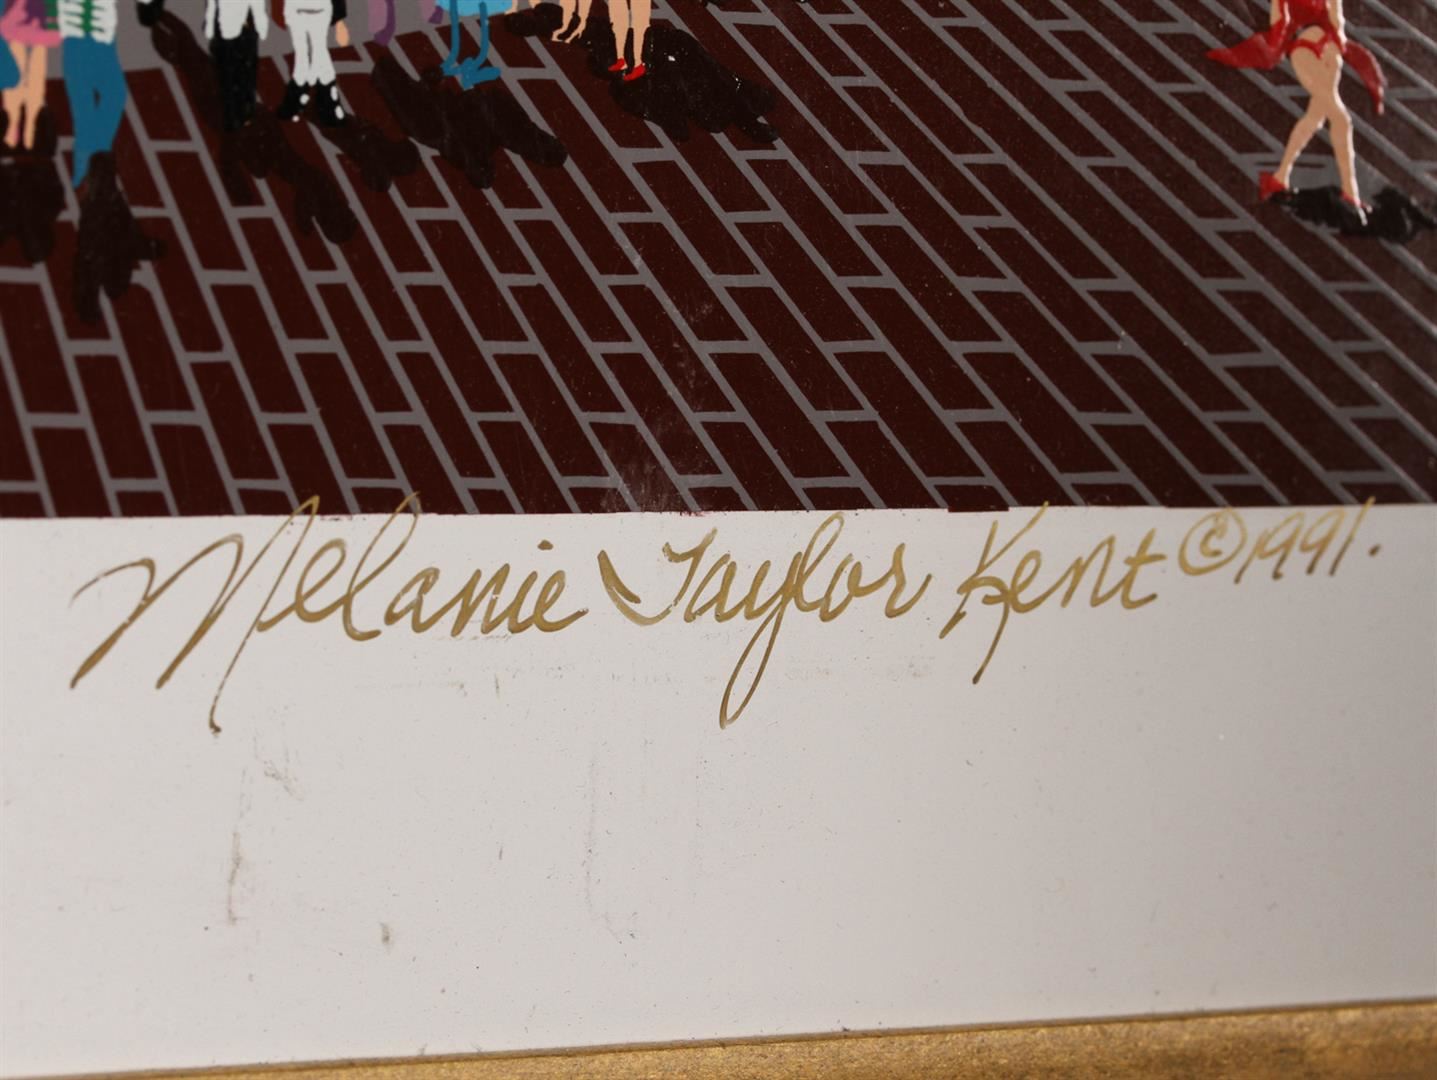 Melanie Taylor Kent © 1991.